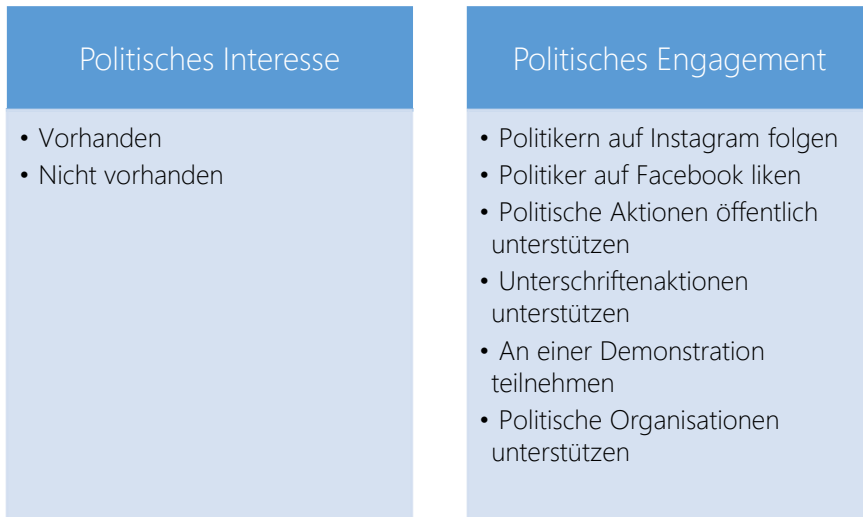 Politisches Interesse
• Vorhanden
• Nicht vorhanden
Politisches Engagement
• Politikern auf Instagram folgen
• Politiker auf Facebook liken
• Politische Aktionen öffentlich
unterstützen
• Unterschriftenaktionen
unterstützen
• An einer Demonstration
teilnehmen
• Politische Organisationen
unterstützen